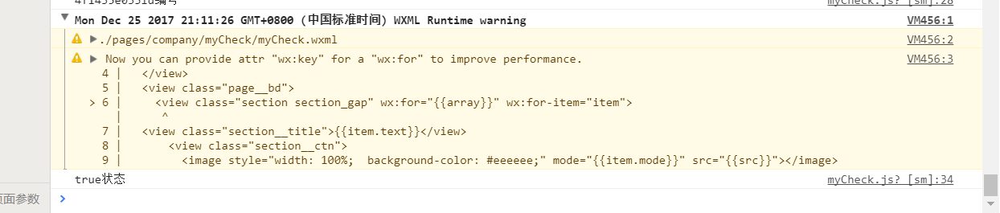 4f1455e0551d编号 myCheck.js? [sm]:28
Mon Dec 25 2017 21:11:26 GMT+0800 (中国标准时间) WXML Runtime warning VM456:1
./pages/company/myCheck/myCheck.wxml VM456:2
Now you can provide attr "wx:key" for a "wx:for" to improve performance. VM456:3
4 | </view>
5 | <view class="page__bd">
> 6 | <view class="section section_gap" wx:for="{{array}}" wx:for-item="item">
| ^
7 | <view class="section__title">{{item.text}}</view>
8 | <view class="section__ctn">
9 | <image style="width: 100%; background-color: #eeeeee;" mode="{{item.mode}}" src="{{src}}"></image>
true状态 myCheck.js? [sm]:34
页面参数
>